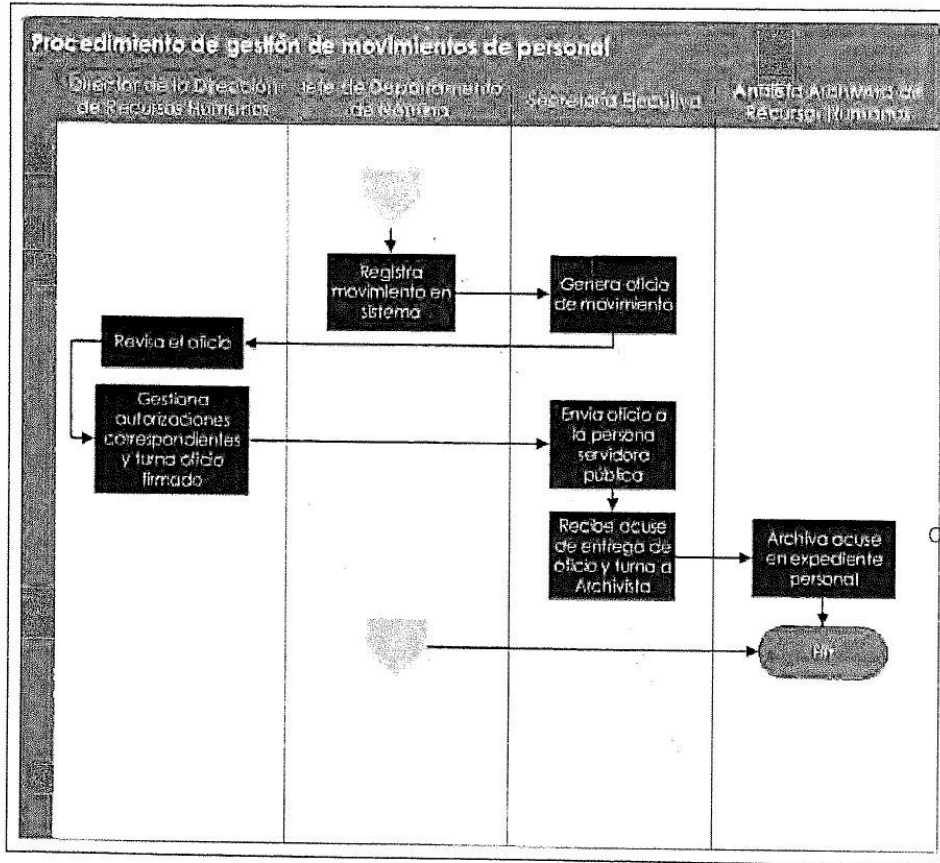 Procedimiento de gestión de movimientos de personal
Director de la Dirección
de Recursos Humanos
Jefe de Departamento
de Nómina
Secretaria Ejecutiva
Analista Archivista de
Recursos Humanos
Registra
movimiento en
sistema
Genera oficio
de movimiento
Revisa el oficio
Gestiona
autorizaciones
correspondientes
y turna oficio
firmado
Envía oficio a
la persona
servidora
pública
Recibe acuse
de entrega de
oficio y turna a
Archivista
Archiva acuse
en expediente
personal
Fin